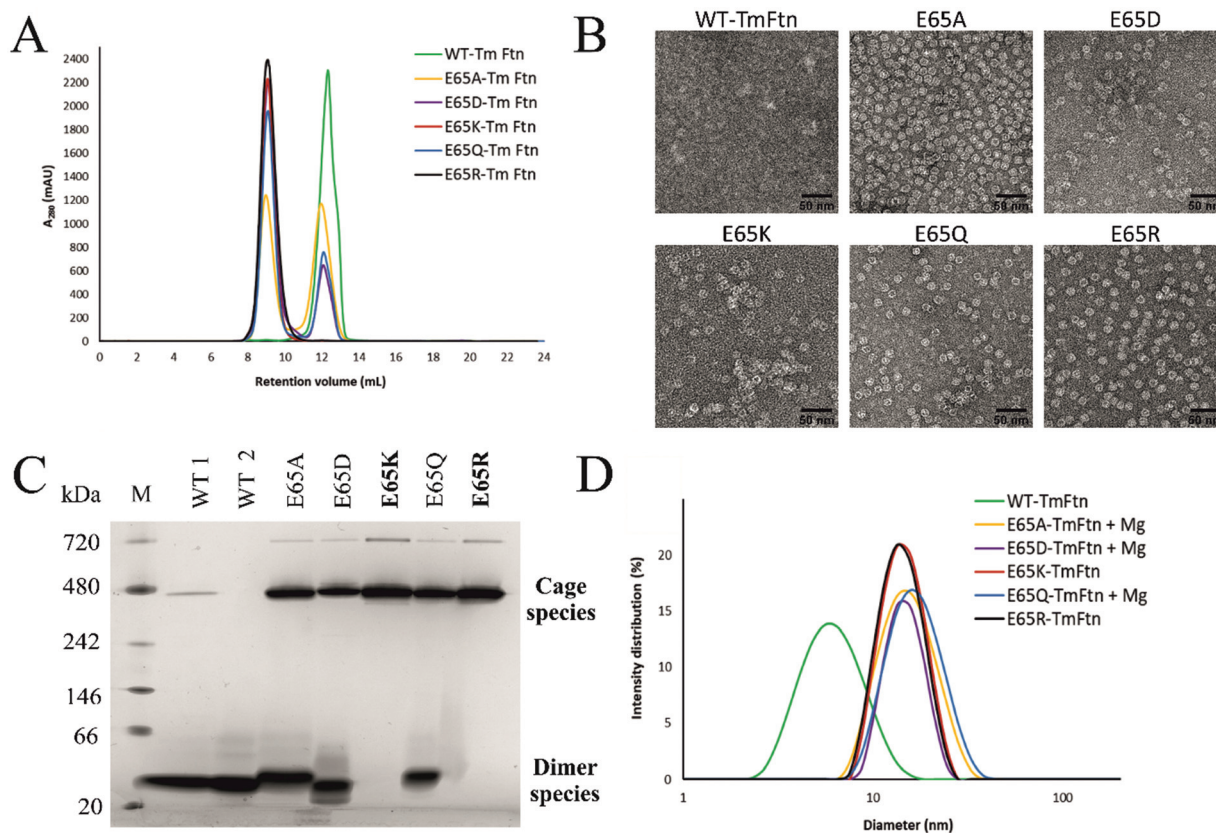 A
WT-Tm Ftn
E65A-Tm Ftn
E65D-Tm Ftn
E65K-Tm Ftn
E65Q-Tm Ftn
E65R-Tm Ftn
2400
2200
2000
1800
1600
1400
1200
1000
800
600
400
200
0
A280 (mAU)
0 2 4 6 8 10 12 14 16 18 20 22 24
Retention volume (mL)
B
WT-TmFtn E65A E65D
50 nm 50 nm 50 nm
E65K E65Q E65R
50 nm 50 nm 50 nm
C
kDa M WT 1 WT 2 E65A E65D E65K E65Q E65R
720
480
242
146
66
20
Cage
species
Dimer
species
D
WT-TmFtn
E65A-TmFtn + Mg
E65D-TmFtn + Mg
E65K-TmFtn
E65Q-TmFtn + Mg
E65R-TmFtn
20
15
10
5
0
Intensity distribution (%)
1 10 100
Diameter (nm)